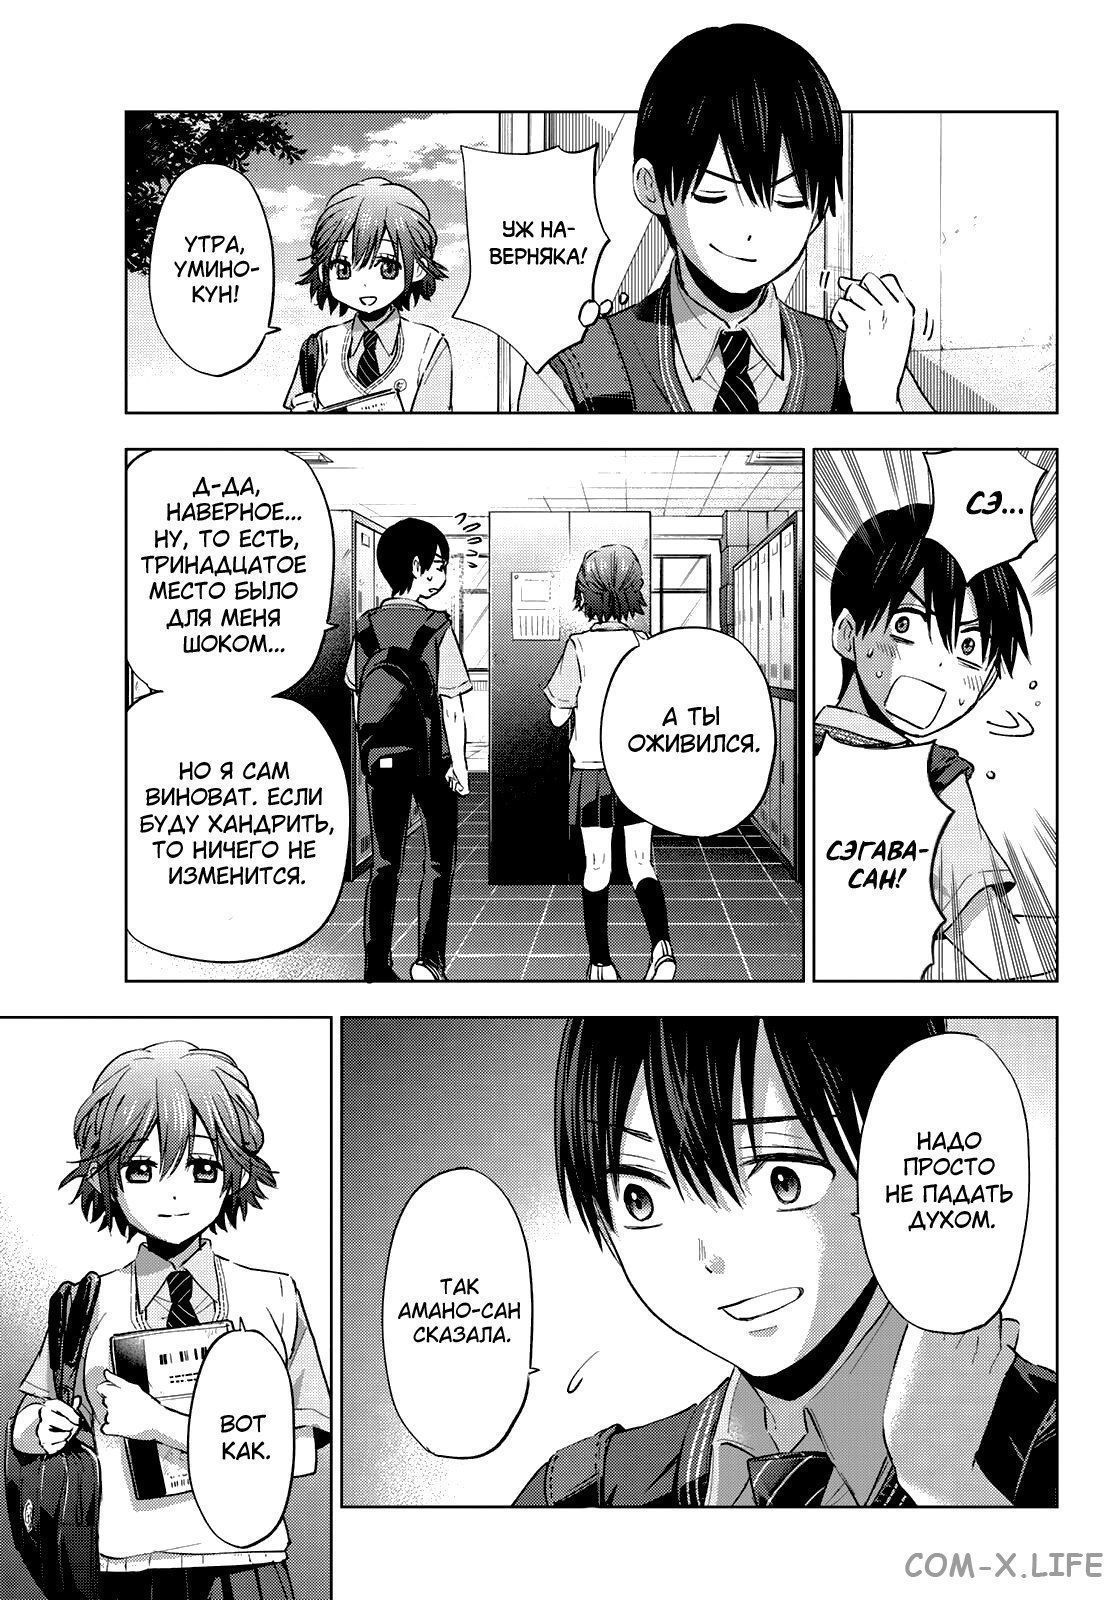 УЖ НА-
ВЕРНЯКА!
УТРА,
УМИНО-
КУН!
СЭ...
СЭГАВА-
САН!
А ТЫ
ОЖИВИЛСЯ.
Д-ДА,
НАВЕРНОЕ...
НУ, ТО ЕСТЬ,
ТРИНАДЦАТОЕ
МЕСТО БЫЛО
ДЛЯ МЕНЯ
ШОКОМ...
НО Я САМ
ВИНОВАТ. ЕСЛИ
БУДУ ХАНДРИТЬ,
ТО НИЧЕГО НЕ
ИЗМЕНИТСЯ.
НАДО
ПРОСТО
НЕ ПАДАТЬ
ДУХОМ.
ТАК
АМАНО-САН
СКАЗАЛА.
ВОТ
КАК.
COM-X.LIFE